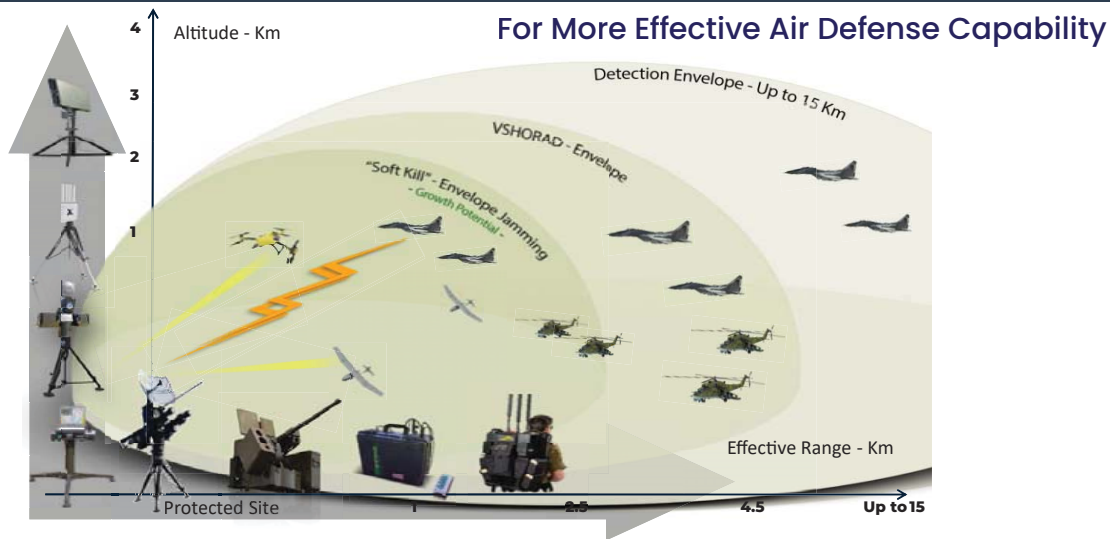 For More Effective Air Defense Capability
4
Altitude - Km
3
Detection Envelope - Up to 15 Km
2
VSHORAD - Envelope
"Soft Kill" - Envelope Jamming
- Growth Potential -
1
Effective Range - Km
Protected Site
1
2.5
4.5
Up to 15